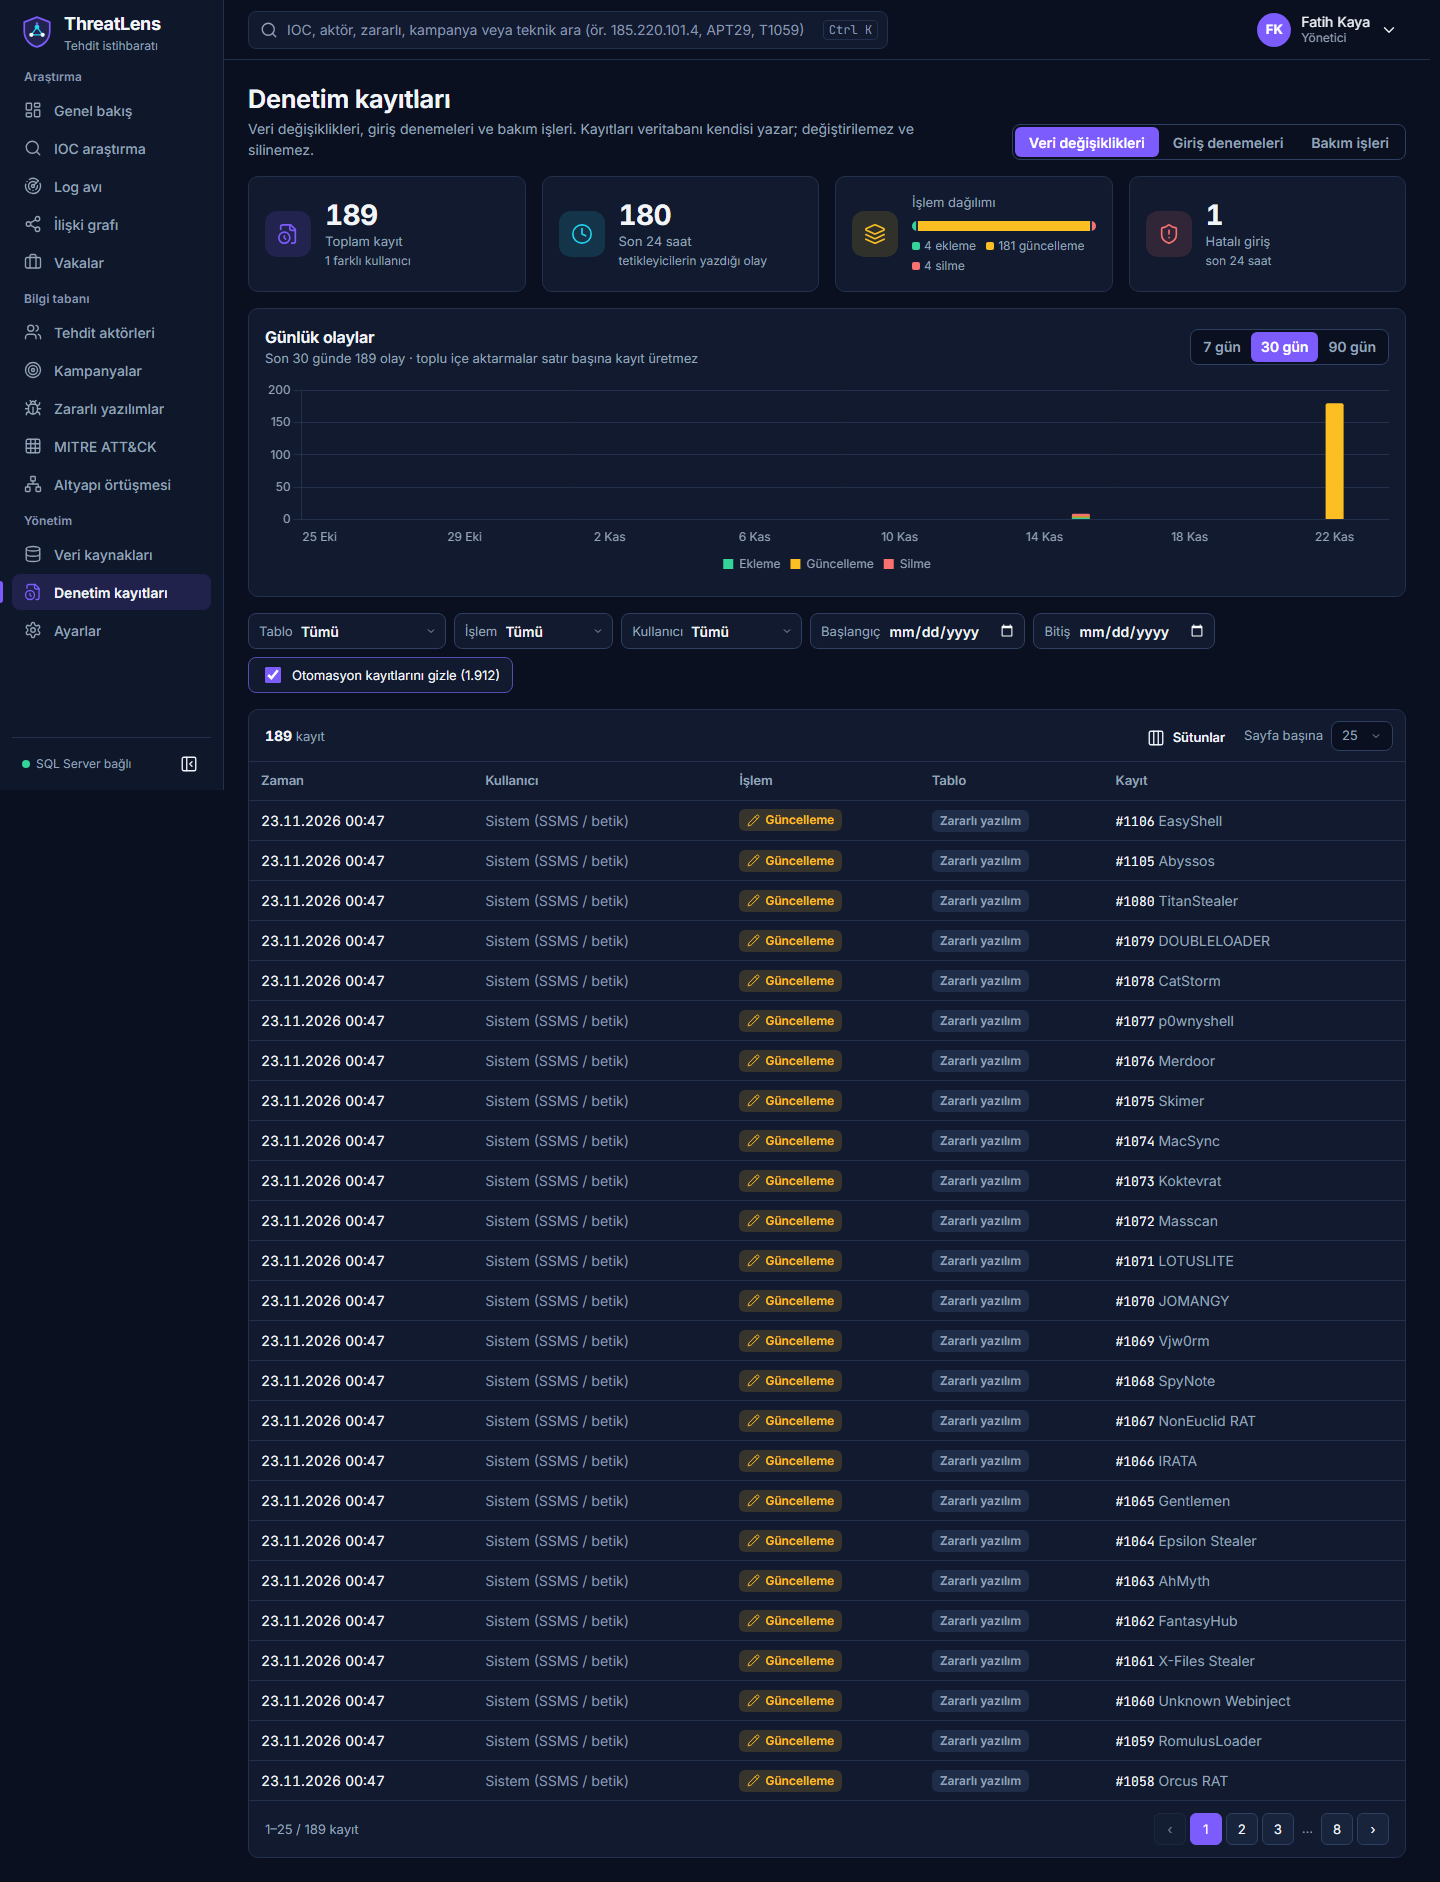 ThreatLens
Tehdit istihbaratı
Araştırma
Genel bakış
IOC araştırma
Log avı
İlişki grafı
Vakalar
Bilgi tabanı
Tehdit aktörleri
Kampanyalar
Zararlı yazılımlar
MITRE ATT&CK
Altyapı örtüşmesi
Yönetim
Veri kaynakları
Denetim kayıtları
Ayarlar
SQL Server bağlı
IOC, aktör, zararlı, kampanya veya teknik ara (ör. 185.220.101.4, APT29, T1059) Ctrl K
FK Fatih Kaya
Yönetici
Denetim kayıtları
Veri değişiklikleri, giriş denemeleri ve bakım işleri. Kayıtları veritabanı kendisi yazar; değiştirilemez ve
silinemez.
Veri değişiklikleri Giriş denemeleri Bakım işleri
189
Toplam kayıt
1 farklı kullanıcı
180
Son 24 saat
tetikleyicilerin yazdığı olay
İşlem dağılımı
4 ekleme 181 güncelleme
4 silme
1
Hatalı giriş
son 24 saat
Günlük olaylar
Son 30 günde 189 olay · toplu içe aktarmalar satır başına kayıt üretmez
7 gün 30 gün 90 gün
200
150
100
50
0
25 Eki 29 Eki 2 Kas 6 Kas 10 Kas 14 Kas 18 Kas 22 Kas
Ekleme Güncelleme Silme
Tablo Tümü İşlem Tümü Kullanıcı Tümü Başlangıç mm/dd/yyyy Bitiş mm/dd/yyyy
Otomasyon kayıtlarını gizle (1.912)
189 kayıt Sütunlar Sayfa başına 25
Zaman Kullanıcı İşlem Tablo Kayıt
23.11.2026 00:47 Sistem (SSMS / betik) Güncelleme Zararlı yazılım #1106 EasyShell
23.11.2026 00:47 Sistem (SSMS / betik) Güncelleme Zararlı yazılım #1105 Abyssos
23.11.2026 00:47 Sistem (SSMS / betik) Güncelleme Zararlı yazılım #1080 TitanStealer
23.11.2026 00:47 Sistem (SSMS / betik) Güncelleme Zararlı yazılım #1079 DOUBLELOADER
23.11.2026 00:47 Sistem (SSMS / betik) Güncelleme Zararlı yazılım #1078 CatStorm
23.11.2026 00:47 Sistem (SSMS / betik) Güncelleme Zararlı yazılım #1077 p0wnyshell
23.11.2026 00:47 Sistem (SSMS / betik) Güncelleme Zararlı yazılım #1076 Merdoor
23.11.2026 00:47 Sistem (SSMS / betik) Güncelleme Zararlı yazılım #1075 Skimer
23.11.2026 00:47 Sistem (SSMS / betik) Güncelleme Zararlı yazılım #1074 MacSync
23.11.2026 00:47 Sistem (SSMS / betik) Güncelleme Zararlı yazılım #1073 Koktevrat
23.11.2026 00:47 Sistem (SSMS / betik) Güncelleme Zararlı yazılım #1072 Masscan
23.11.2026 00:47 Sistem (SSMS / betik) Güncelleme Zararlı yazılım #1071 LOTUSLITE
23.11.2026 00:47 Sistem (SSMS / betik) Güncelleme Zararlı yazılım #1070 JOMANGY
23.11.2026 00:47 Sistem (SSMS / betik) Güncelleme Zararlı yazılım #1069 Vjw0rm
23.11.2026 00:47 Sistem (SSMS / betik) Güncelleme Zararlı yazılım #1068 SpyNote
23.11.2026 00:47 Sistem (SSMS / betik) Güncelleme Zararlı yazılım #1067 NonEuclid RAT
23.11.2026 00:47 Sistem (SSMS / betik) Güncelleme Zararlı yazılım #1066 IRATA
23.11.2026 00:47 Sistem (SSMS / betik) Güncelleme Zararlı yazılım #1065 Gentlemen
23.11.2026 00:47 Sistem (SSMS / betik) Güncelleme Zararlı yazılım #1064 Epsilon Stealer
23.11.2026 00:47 Sistem (SSMS / betik) Güncelleme Zararlı yazılım #1063 AhMyth
23.11.2026 00:47 Sistem (SSMS / betik) Güncelleme Zararlı yazılım #1062 FantasyHub
23.11.2026 00:47 Sistem (SSMS / betik) Güncelleme Zararlı yazılım #1061 X-Files Stealer
23.11.2026 00:47 Sistem (SSMS / betik) Güncelleme Zararlı yazılım #1060 Unknown Webinject
23.11.2026 00:47 Sistem (SSMS / betik) Güncelleme Zararlı yazılım #1059 RomulusLoader
23.11.2026 00:47 Sistem (SSMS / betik) Güncelleme Zararlı yazılım #1058 Orcus RAT
1–25 / 189 kayıt ‹ 1 2 3 … 8 ›